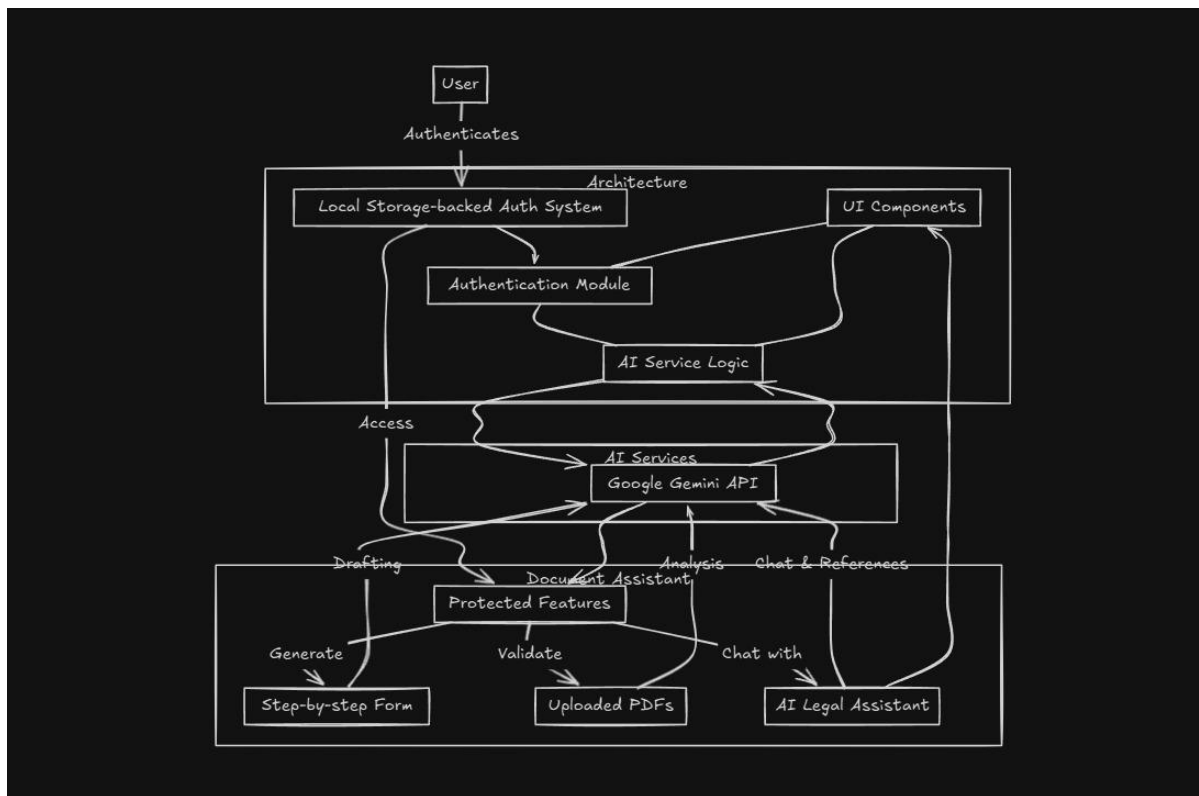 User
Authenticates
Architecture
Local Storage-backed Auth System
UI Components
Authentication Module
AI Service Logic
Access
AI Services
Google Gemini API
Drafting
Analysis
Chat & References
Document Assistant
Protected Features
Generate
Validate
Chat with
Step-by-step Form
Uploaded PDFs
AI Legal Assistant